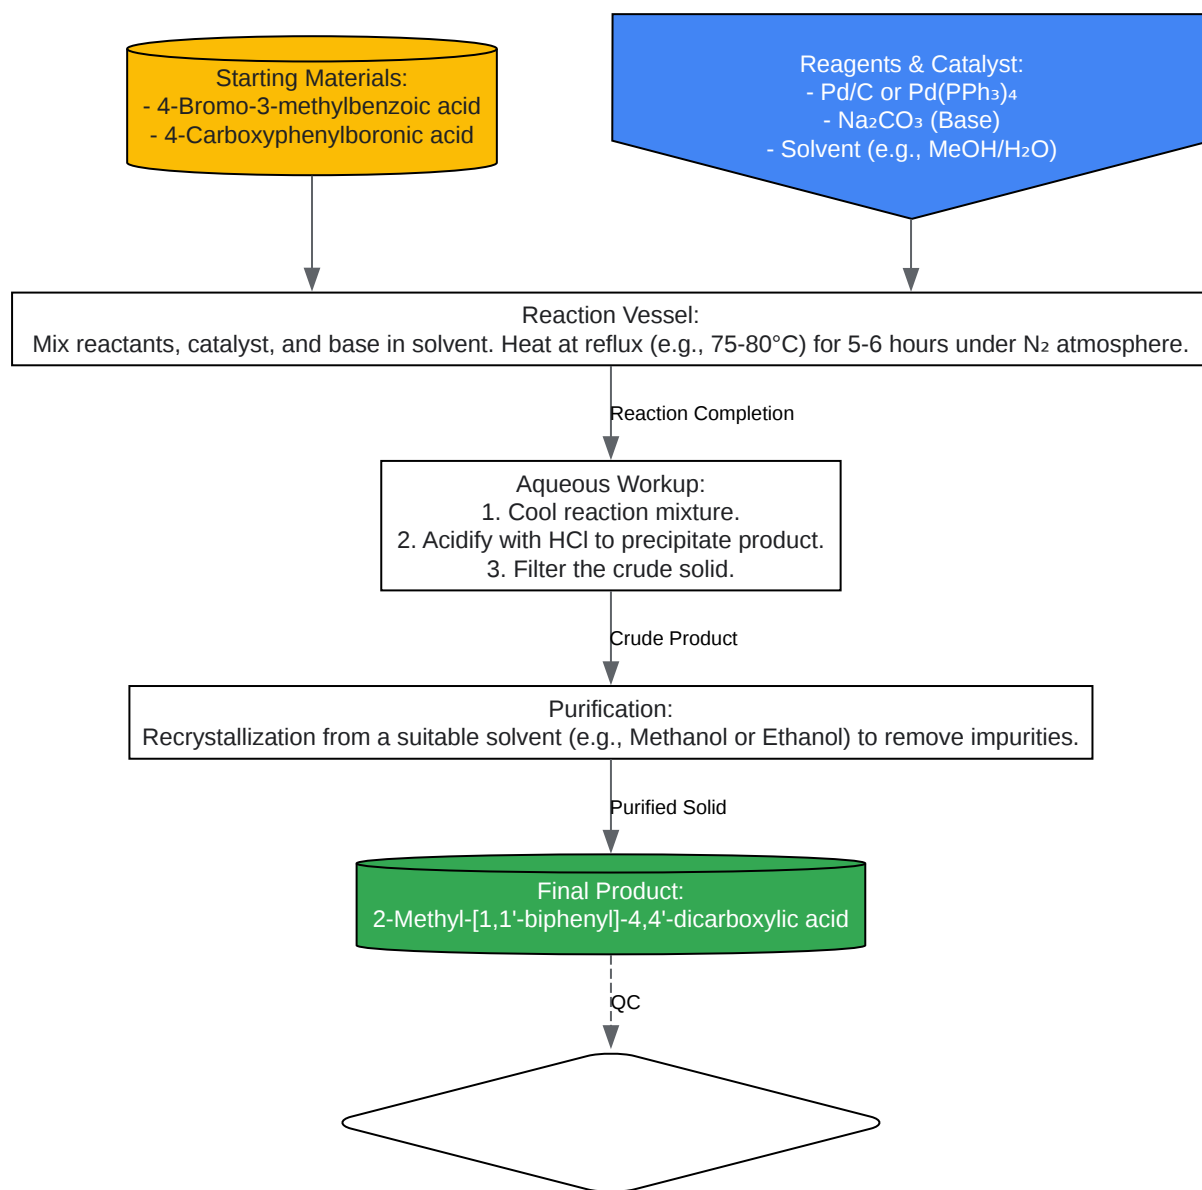 Starting Materials:
- 4-Bromo-3-methylbenzoic acid
- 4-Carboxyphenylboronic acid
Reagents & Catalyst:
- Pd/C or Pd(PPh₃)₄
- Na₂CO₃ (Base)
- Solvent (e.g., MeOH/H₂O)
Reaction Vessel:
Mix reactants, catalyst, and base in solvent. Heat at reflux (e.g., 75-80°C) for 5-6 hours under N₂ atmosphere.
Reaction Completion
Aqueous Workup:
1. Cool reaction mixture.
2. Acidify with HCl to precipitate product.
3. Filter the crude solid.
Crude Product
Purification:
Recrystallization from a suitable solvent (e.g., Methanol or Ethanol) to remove impurities.
Purified Solid
Final Product:
2-Methyl-[1,1'-biphenyl]-4,4'-dicarboxylic acid
QC